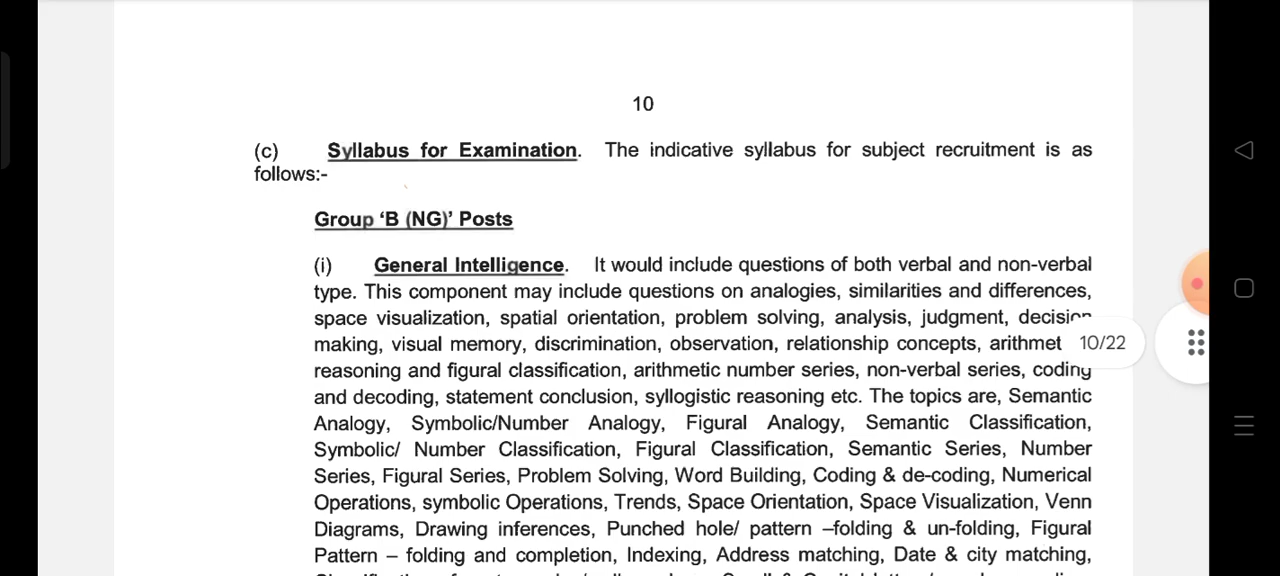 10
(c) Syllabus for Examination. The indicative syllabus for subject recruitment is as
follows:-
Group ‘B (NG)’ Posts
(i) General Intelligence. It would include questions of both verbal and non-verbal
type. This component may include questions on analogies, similarities and differences,
space visualization, spatial orientation, problem solving, analysis, judgment, decision
making, visual memory, discrimination, observation, relationship concepts, arithmet
10/22
reasoning and figural classification, arithmetic number series, non-verbal series, coding
and decoding, statement conclusion, syllogistic reasoning etc. The topics are, Semantic
Analogy, Symbolic/Number Analogy, Figural Analogy, Semantic Classification,
Symbolic/ Number Classification, Figural Classification, Semantic Series, Number
Series, Figural Series, Problem Solving, Word Building, Coding & de-coding, Numerical
Operations, symbolic Operations, Trends, Space Orientation, Space Visualization, Venn
Diagrams, Drawing inferences, Punched hole/ pattern –folding & un-folding, Figural
Pattern – folding and completion, Indexing, Address matching, Date & city matching,